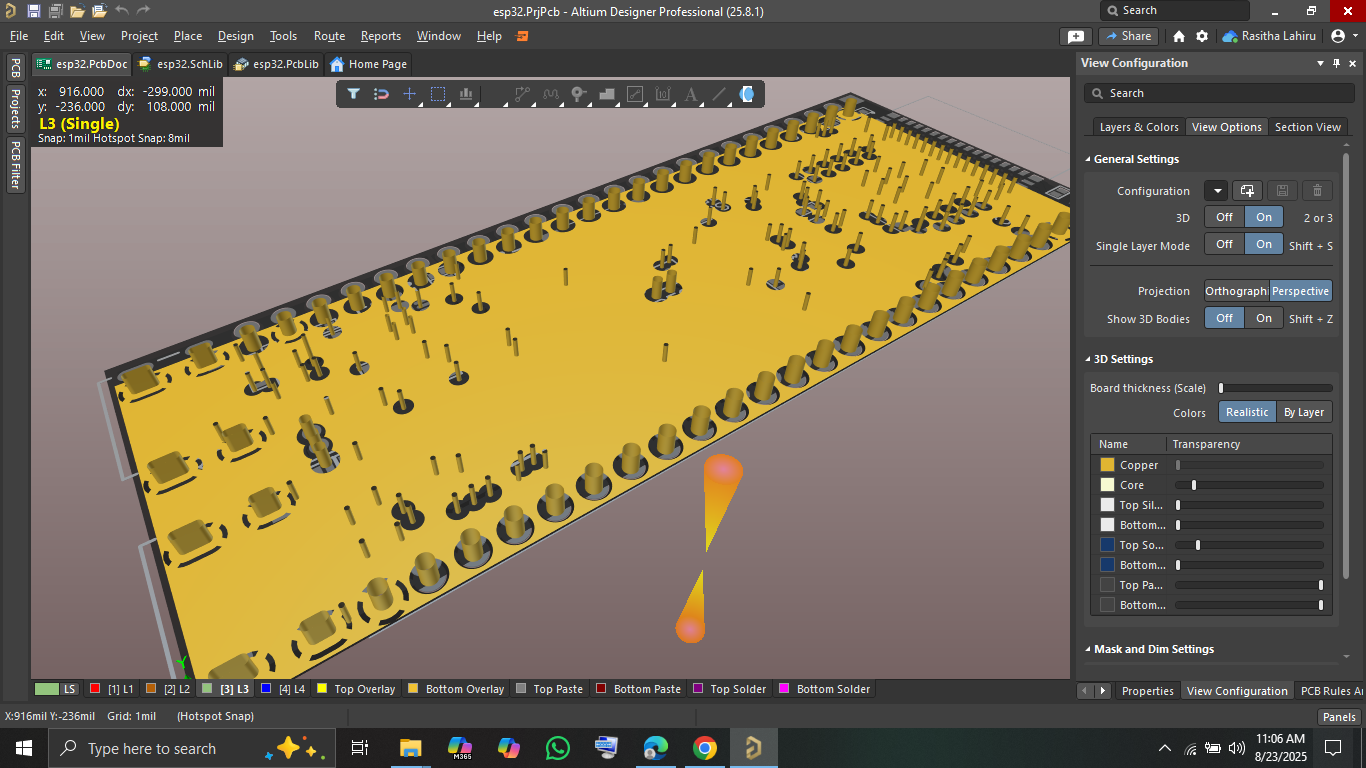 esp32.PrjPcb - Altium Designer Professional (25.8.1)
Search
File Edit View Project Place Design Tools Route Reports Window Help
Share
Rasitha Lahiru
esp32.PcbDoc esp32.SchLib esp32.PcbLib Home Page
PCB
Projects
PCB Filter
x: 916.000 dx: -299.000 mil
y: -236.000 dy: 108.000 mil
L3 (Single)
Snap: 1mil Hotspot Snap: 8mil
View Configuration
Search
Layers & Colors View Options Section View
General Settings
Configuration
3D Off On 2 or 3
Single Layer Mode Off On Shift + S
Projection Orthographi Perspective
Show 3D Bodies Off On Shift + Z
3D Settings
Board thickness (Scale)
Colors Realistic By Layer
Name Transparency
Copper
Core
Top Sil...
Bottom...
Top So...
Bottom...
Top Pa...
Bottom...
Mask and Dim Settings
LS [1] L1 [2] L2 [3] L3 [4] L4 Top Overlay Bottom Overlay Top Paste Bottom Paste Top Solder Bottom Solder
Properties View Configuration PCB Rules A
X:916mil Y:-236mil Grid: 1mil (Hotspot Snap)
Panels
Type here to search
M365
11:06 AM
8/23/2025